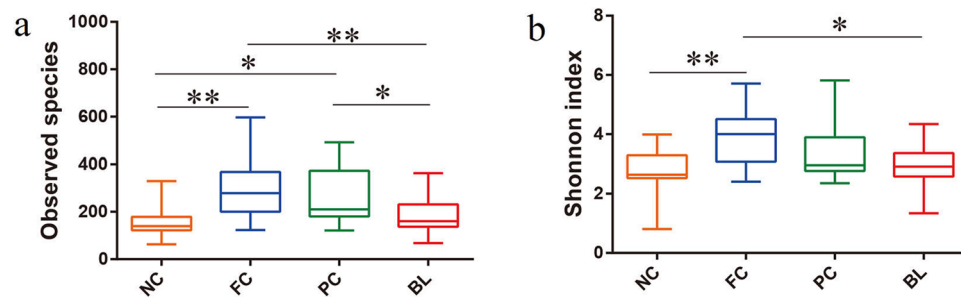 a
Observed species
1000
800
600
400
200
0
**
*
**
*
NC FC PC BL
b
Shonnon index
8
6
4
2
0
**
*
NC FC PC BL